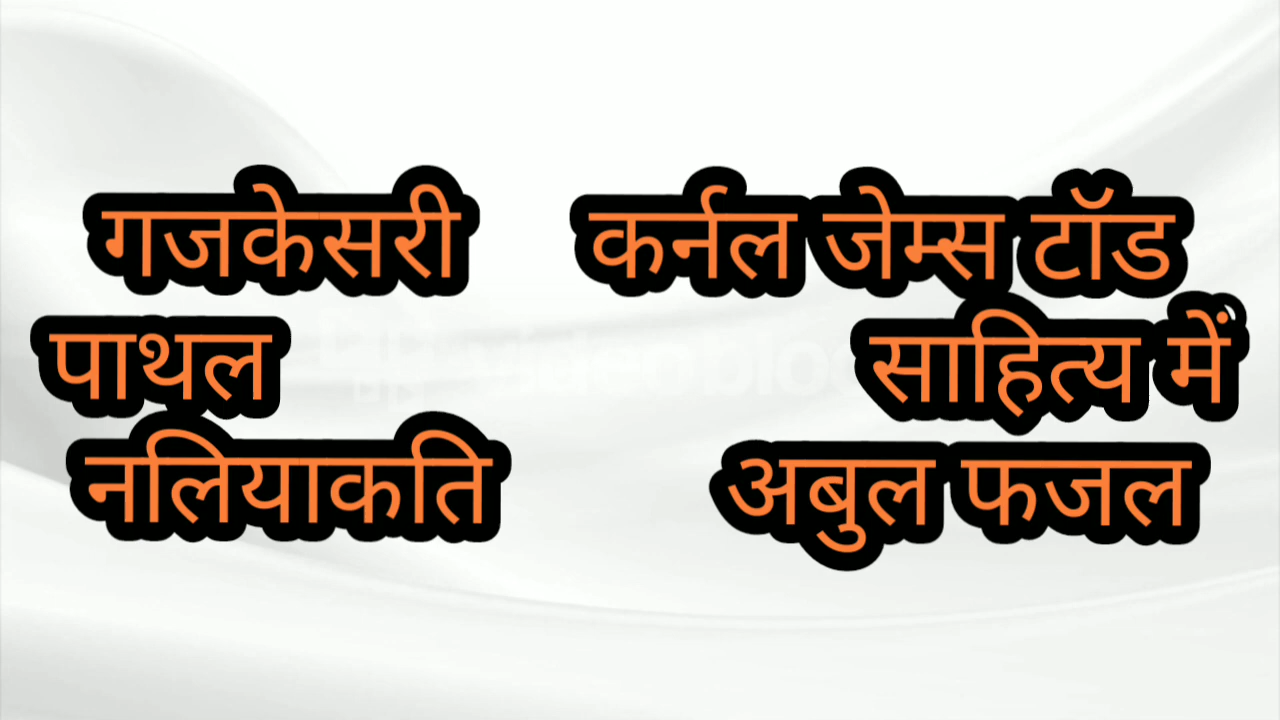 गजकेसरी कर्नल जेम्स टॉड
पाथल साहित्य में
नलियाकति अबुल फजल